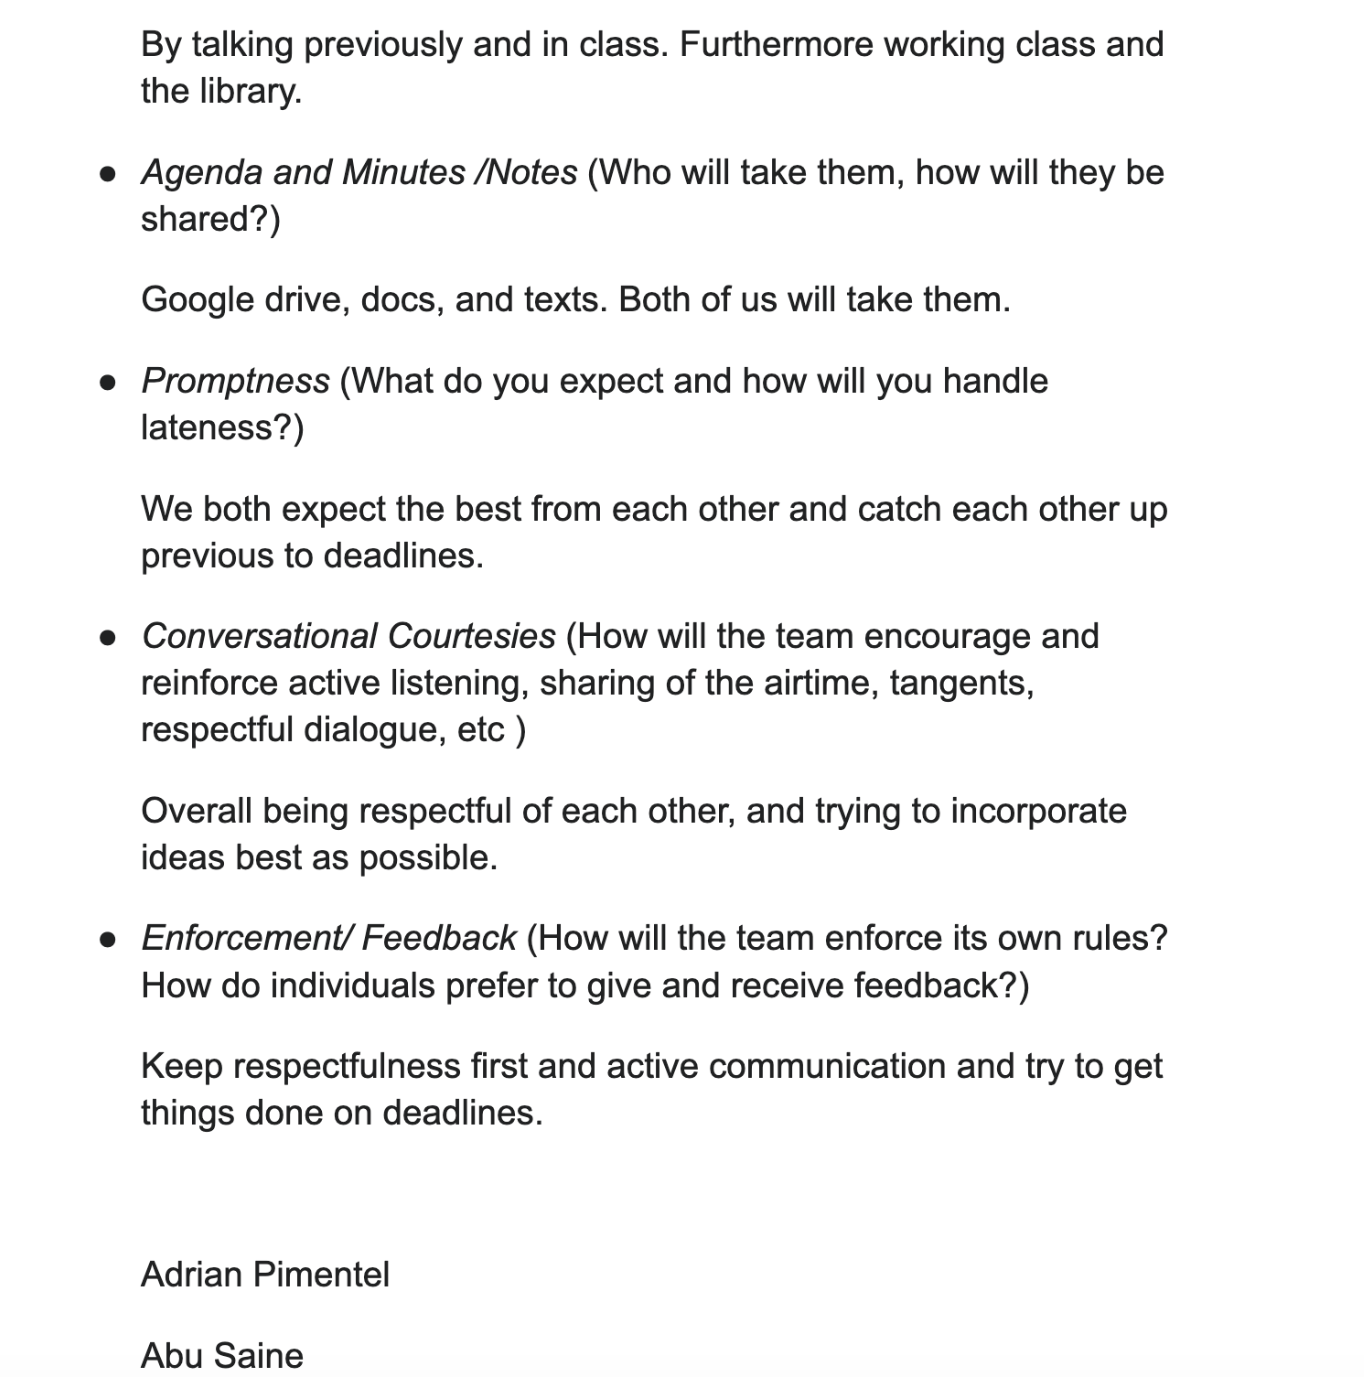 By talking previously and in class. Furthermore working class and
the library.
● Agenda and Minutes /Notes (Who will take them, how will they be
shared?)
Google drive, docs, and texts. Both of us will take them.
● Promptness (What do you expect and how will you handle
lateness?)
We both expect the best from each other and catch each other up
previous to deadlines.
● Conversational Courtesies (How will the team encourage and
reinforce active listening, sharing of the airtime, tangents,
respectful dialogue, etc )
Overall being respectful of each other, and trying to incorporate
ideas best as possible.
● Enforcement/ Feedback (How will the team enforce its own rules?
How do individuals prefer to give and receive feedback?)
Keep respectfulness first and active communication and try to get
things done on deadlines.
Adrian Pimentel
Abu Saine